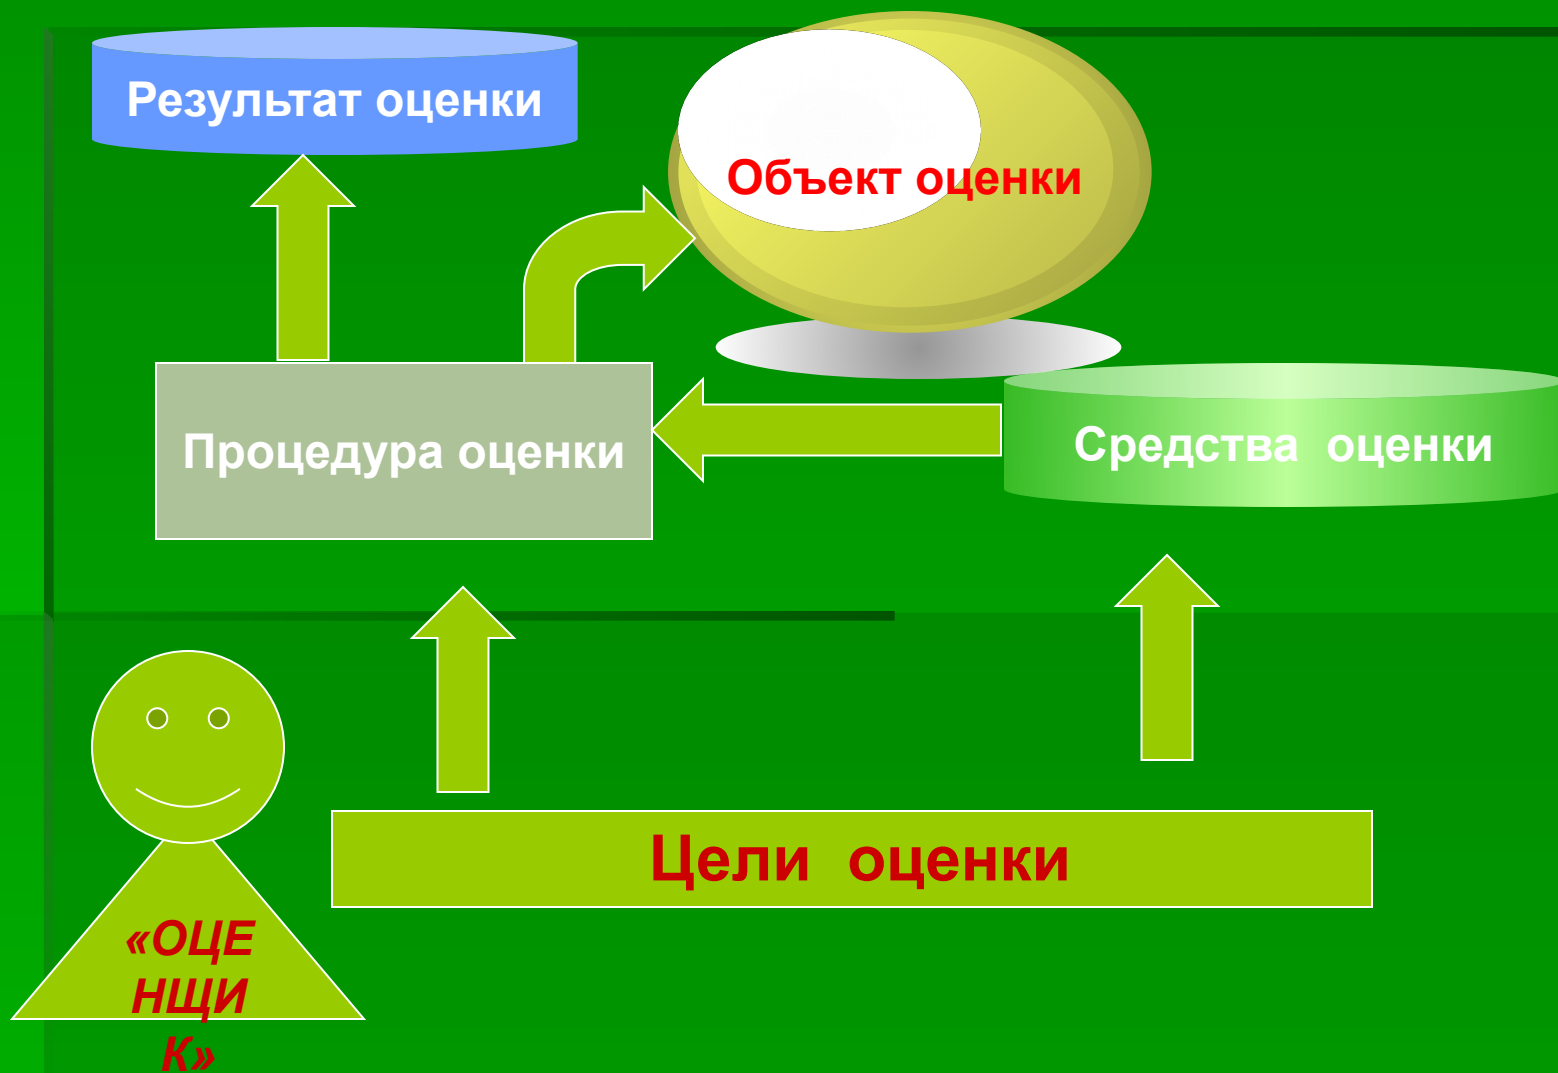 Результат оценки
Объект оценки
Процедура оценки
Средства оценки
Цели оценки
«ОЦЕ
НЩИ
К»